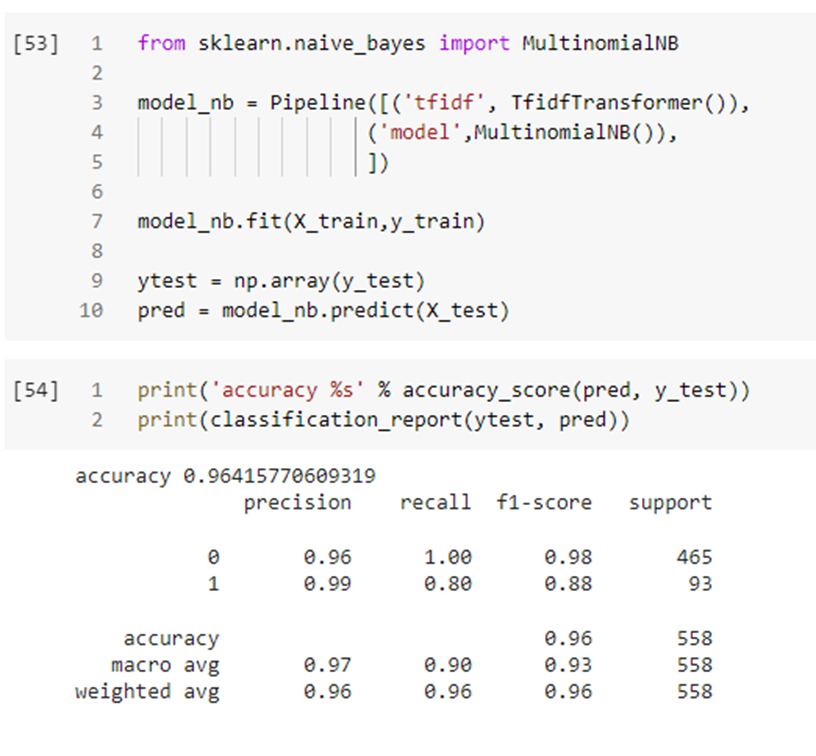 [53] 1 from sklearn.naive_bayes import MultinomialNB
2
3 model_nb = Pipeline([('tfidf', TfidfTransformer()),
4 ('model',MultinomialNB()),
5 ])
6
7 model_nb.fit(X_train,y_train)
8
9 ytest = np.array(y_test)
10 pred = model_nb.predict(X_test)
[54] 1 print('accuracy %s' % accuracy_score(pred, y_test))
2 print(classification_report(ytest, pred))
accuracy 0.96415770609319
precision recall f1-score support
0 0.96 1.00 0.98 465
1 0.99 0.80 0.88 93
accuracy 0.96 558
macro avg 0.97 0.90 0.93 558
weighted avg 0.96 0.96 0.96 558